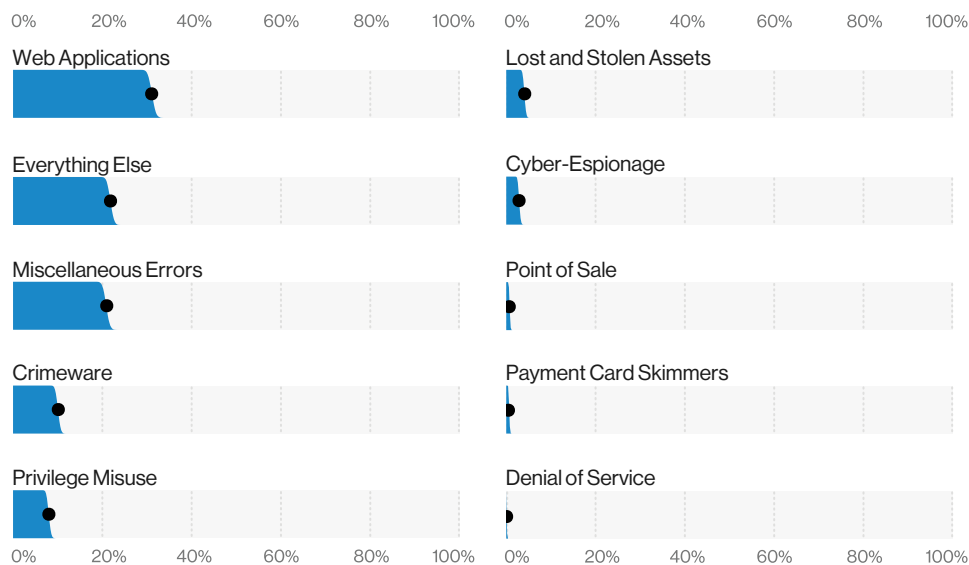 0% 20% 40% 60% 80% 100%
0% 20% 40% 60% 80% 100%
Web Applications
Lost and Stolen Assets
Everything Else
Cyber-Espionage
Miscellaneous Errors
Point of Sale
Crimeware
Payment Card Skimmers
Privilege Misuse
Denial of Service
0% 20% 40% 60% 80% 100%
0% 20% 40% 60% 80% 100%